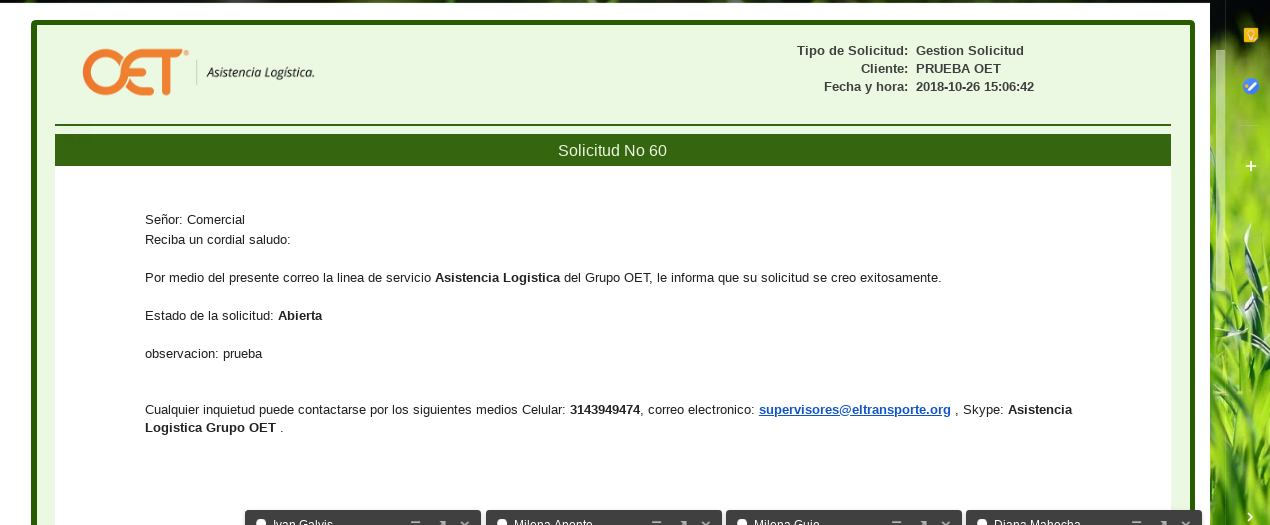 OET Asistencia Logística.
Tipo de Solicitud: Gestion Solicitud
Cliente: PRUEBA OET
Fecha y hora: 2018-10-26 15:06:42
Solicitud No 60
Señor: Comercial
Reciba un cordial saludo:
Por medio del presente correo la linea de servicio Asistencia Logistica del Grupo OET, le informa que su solicitud se creo exitosamente.
Estado de la solicitud: Abierta
observacion: prueba
Cualquier inquietud puede contactarse por los siguientes medios Celular: 3143949474, correo electronico: supervisores@eltransporte.org , Skype: Asistencia
Logistica Grupo OET .
Ivan Galvis Milena Aponte Milena Guio Diana Mahecha